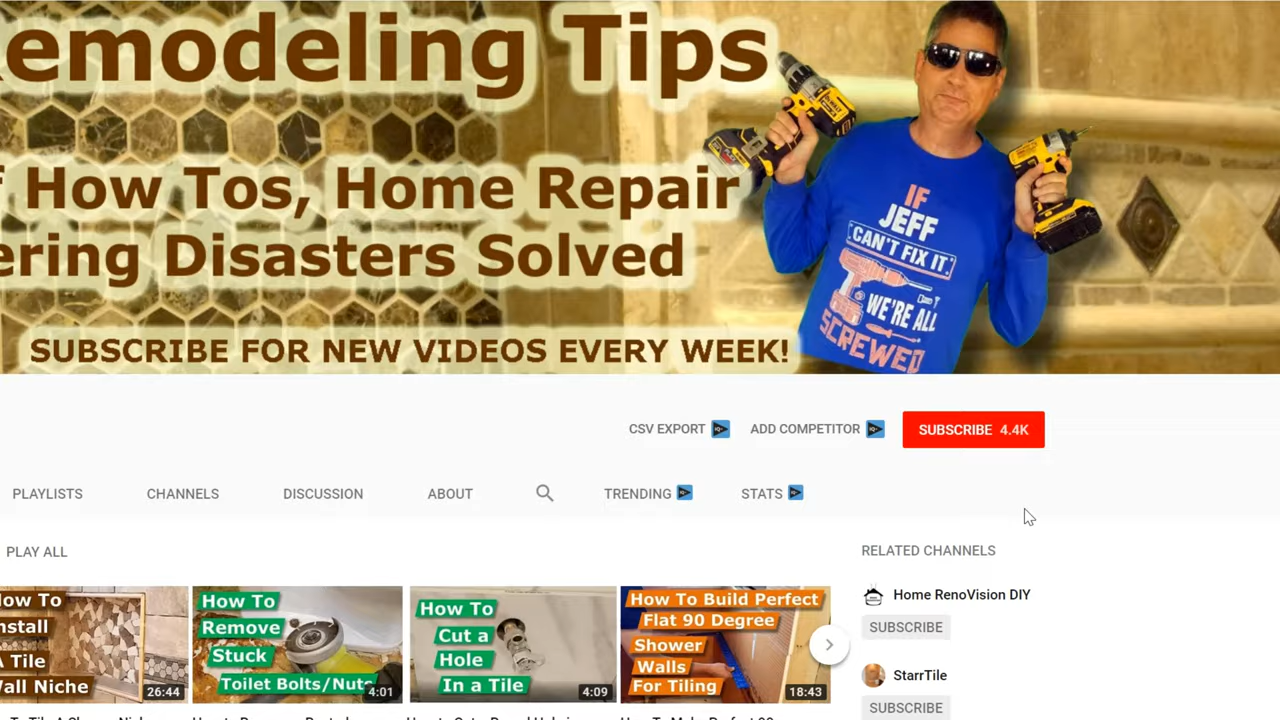 emodeling Tips
How Tos, Home Repair
ering Disasters Solved
SUBSCRIBE FOR NEW VIDEOS EVERY WEEK!
IF
JEFF
CAN'T FIX IT
WE'RE ALL
SCREWED
CSV EXPORT
ADD COMPETITOR
SUBSCRIBE 4.4K
PLAYLISTS
CHANNELS
DISCUSSION
ABOUT
TRENDING
STATS
PLAY ALL
RELATED CHANNELS
How To
nstall
A Tile
Wall Niche
26:44
How To
Remove
Stuck
Toilet Bolts/Nuts
4:01
How To
Cut a
Hole
In a Tile
4:09
How To Build Perfect
Flat 90 Degree
Shower
Walls
For Tiling
18:43
Home RenoVision DIY
SUBSCRIBE
StarrTile
SUBSCRIBE